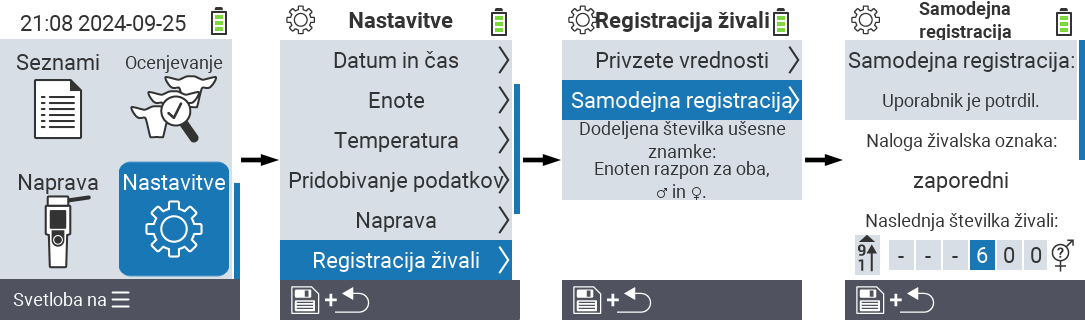 21:08 2024-09-25
Seznami
Ocenjevanje
Naprava
Nastavitve
Svetloba na
Nastavitve
Datum in čas
Enote
Temperatura
Pridobivanje podatkov
Naprava
Registracija živali
+
Registracija živali
Privzete vrednosti
Samodejna registracija
Dodeljena številka ušesne
znamke:
Enoten razpon za oba,
♂ in ♀.
+
Samodejna
registracija
Samodejna registracija:
Uporabnik je potrdil.
Naloga živalska oznaka:
zaporedni
Naslednja številka živali:
9 1 - - - 6 0 0 ?
+